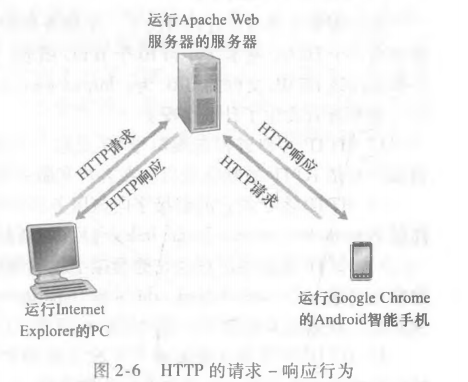 运行Apache Web
服务器的服务器
HTTP请求
HTTP响应
HTTP响应
HTTP请求
运行Internet
Explorer的PC
运行Google Chrome
的Android智能手机
图 2-6 HTTP 的请求 – 响应行为